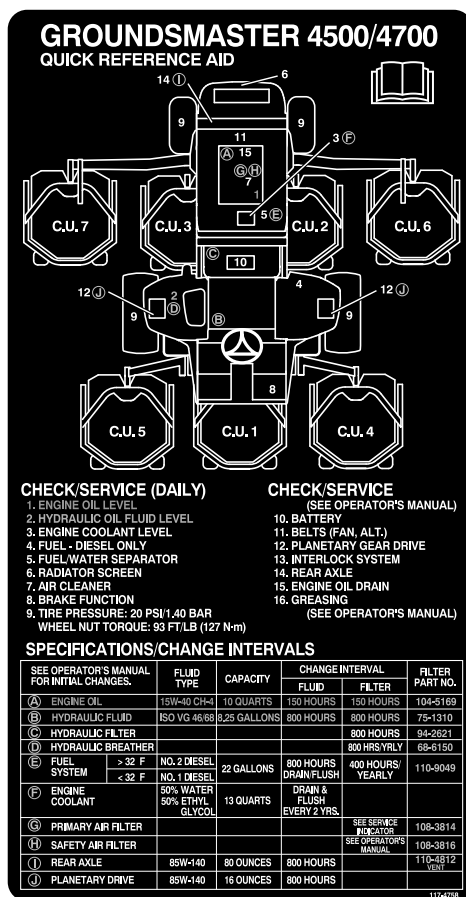 GROUNDSMASTER 4500/4700
QUICK REFERENCE AID
14 I
6
9
9
11
A 15
3 F
G H
7
1
5 E
C.U. 7
C.U. 3
C.U. 2
C.U. 6
C
10
12 J
2
D
4
12 J
9
B
9
8
C.U. 5
C.U. 1
C.U. 4
CHECK/SERVICE (DAILY)
1. ENGINE OIL LEVEL
2. HYDRAULIC OIL FLUID LEVEL
3. ENGINE COOLANT LEVEL
4. FUEL - DIESEL ONLY
5. FUEL/WATER SEPARATOR
6. RADIATOR SCREEN
7. AIR CLEANER
8. BRAKE FUNCTION
9. TIRE PRESSURE: 20 PSI/1.40 BAR
WHEEL NUT TORQUE: 93 FT/LB (127 N·m)
CHECK/SERVICE
(SEE OPERATOR'S MANUAL)
10. BATTERY
11. BELTS (FAN, ALT.)
12. PLANETARY GEAR DRIVE
13. INTERLOCK SYSTEM
14. REAR AXLE
15. ENGINE OIL DRAIN
16. GREASING
(SEE OPERATOR'S MANUAL)
SPECIFICATIONS/CHANGE INTERVALS
SEE OPERATOR'S MANUAL FOR INITIAL CHANGES. FLUID TYPE CAPACITY CHANGE INTERVAL FLUID FILTER FILTER PART NO.
A ENGINE OIL 15W-40 CH-4 10 QUARTS 150 HOURS 150 HOURS 104-5169
B HYDRAULIC FLUID ISO VG 46/68 8.25 GALLONS 800 HOURS 800 HOURS 75-1310
C HYDRAULIC FILTER 800 HOURS 94-2621
D HYDRAULIC BREATHER 800 HRS/YRLY 68-6150
E FUEL SYSTEM > 32 F NO. 2 DIESEL 22 GALLONS 800 HOURS DRAIN/FLUSH 400 HOURS/ YEARLY 110-9049
< 32 F NO. 1 DIESEL
F ENGINE COOLANT 50% WATER 50% ETHYL GLYCOL 13 QUARTS DRAIN & FLUSH EVERY 2 YRS.
G PRIMARY AIR FILTER SEE SERVICE INDICATOR 108-3814
H SAFETY AIR FILTER SEE OPERATOR'S MANUAL 108-3816
I REAR AXLE 85W-140 80 OUNCES 800 HOURS 110-4812 VENT
J PLANETARY DRIVE 85W-140 16 OUNCES 800 HOURS
117-4758